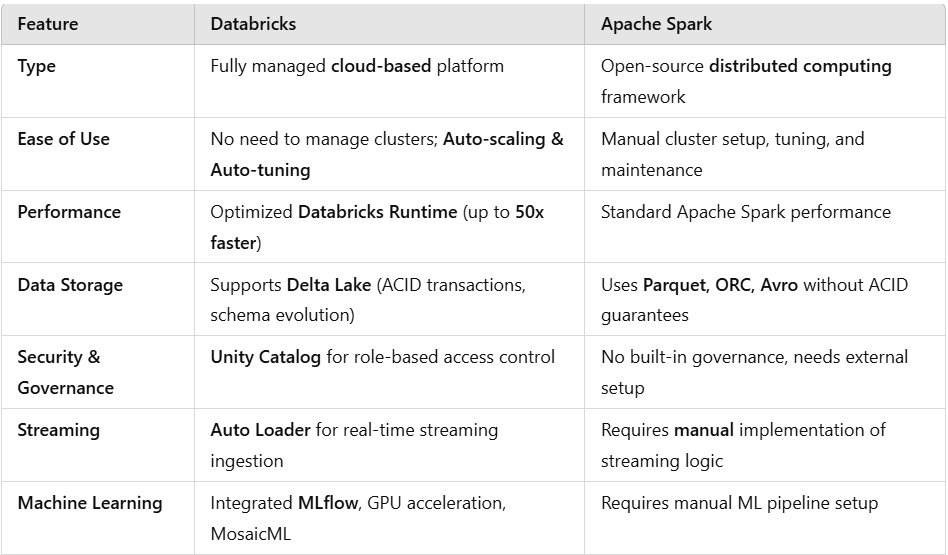 Feature Databricks Apache Spark
Type Fully managed cloud-based platform Open-source distributed computing
framework
Ease of Use No need to manage clusters; Auto-scaling & Manual cluster setup, tuning, and
Auto-tuning maintenance
Performance Optimized Databricks Runtime (up to 50x Standard Apache Spark performance
faster)
Data Storage Supports Delta Lake (ACID transactions, Uses Parquet, ORC, Avro without ACID
schema evolution) guarantees
Security & Unity Catalog for role-based access control No built-in governance, needs external
Governance setup
Streaming Auto Loader for real-time streaming Requires manual implementation of
ingestion streaming logic
Machine Learning Integrated MLflow, GPU acceleration, Requires manual ML pipeline setup
MosaicML